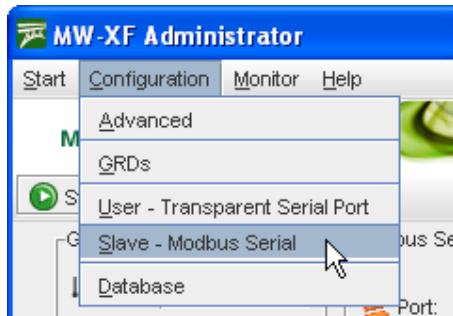 MW-XF Administrator
Start Configuration Monitor Help
Advanced
GRDs
User - Transparent Serial Port
Slave - Modbus Serial
Database
Port: